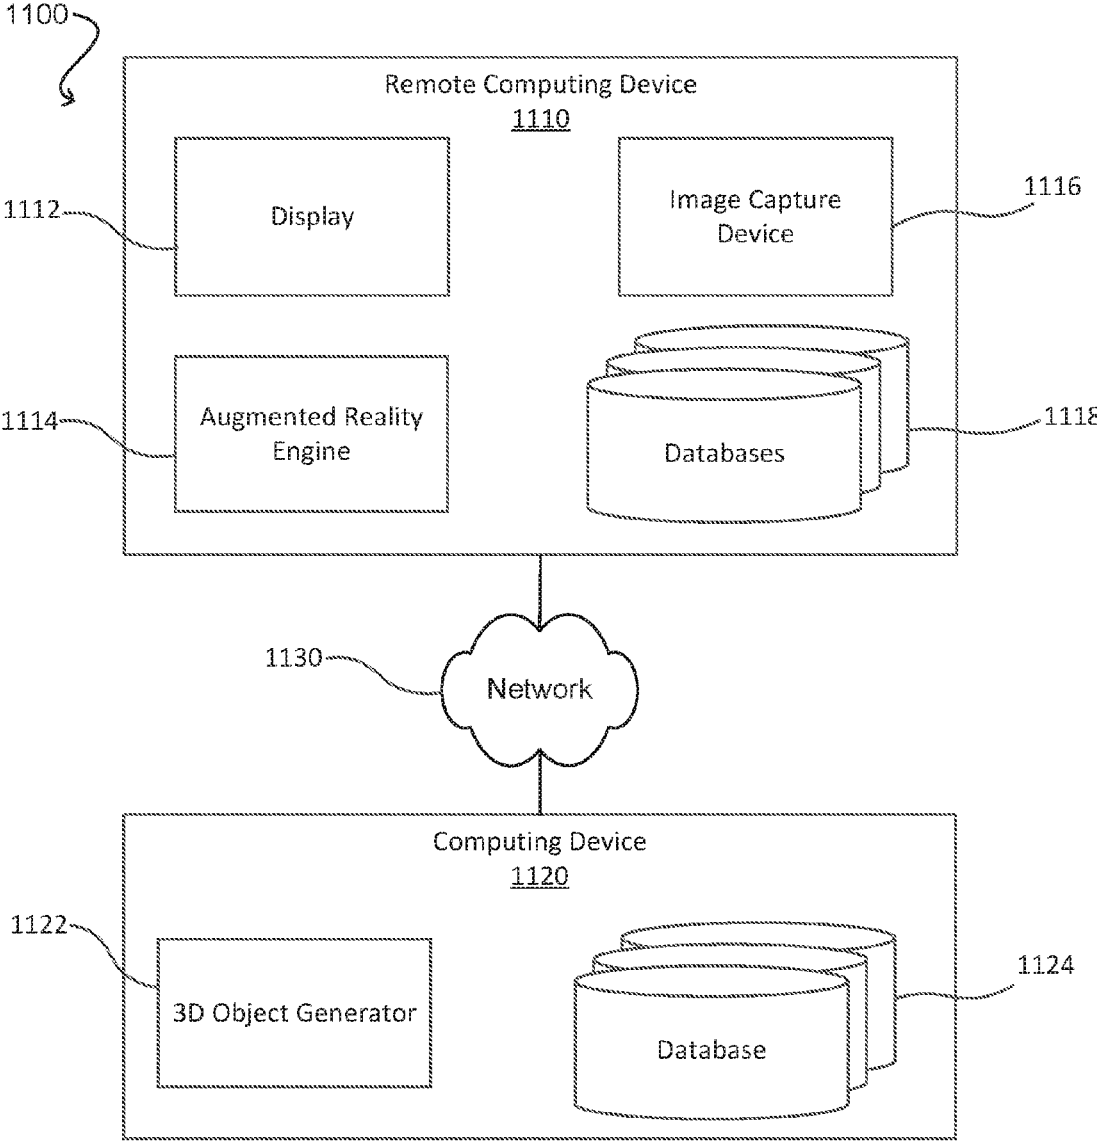 1100
Remote Computing Device
1110
Display
Image Capture
Device
1112
1116
Augmented Reality
Engine
Databases
1114
1118
1130
Network
Computing Device
1120
1122
3D Object Generator
Database
1124